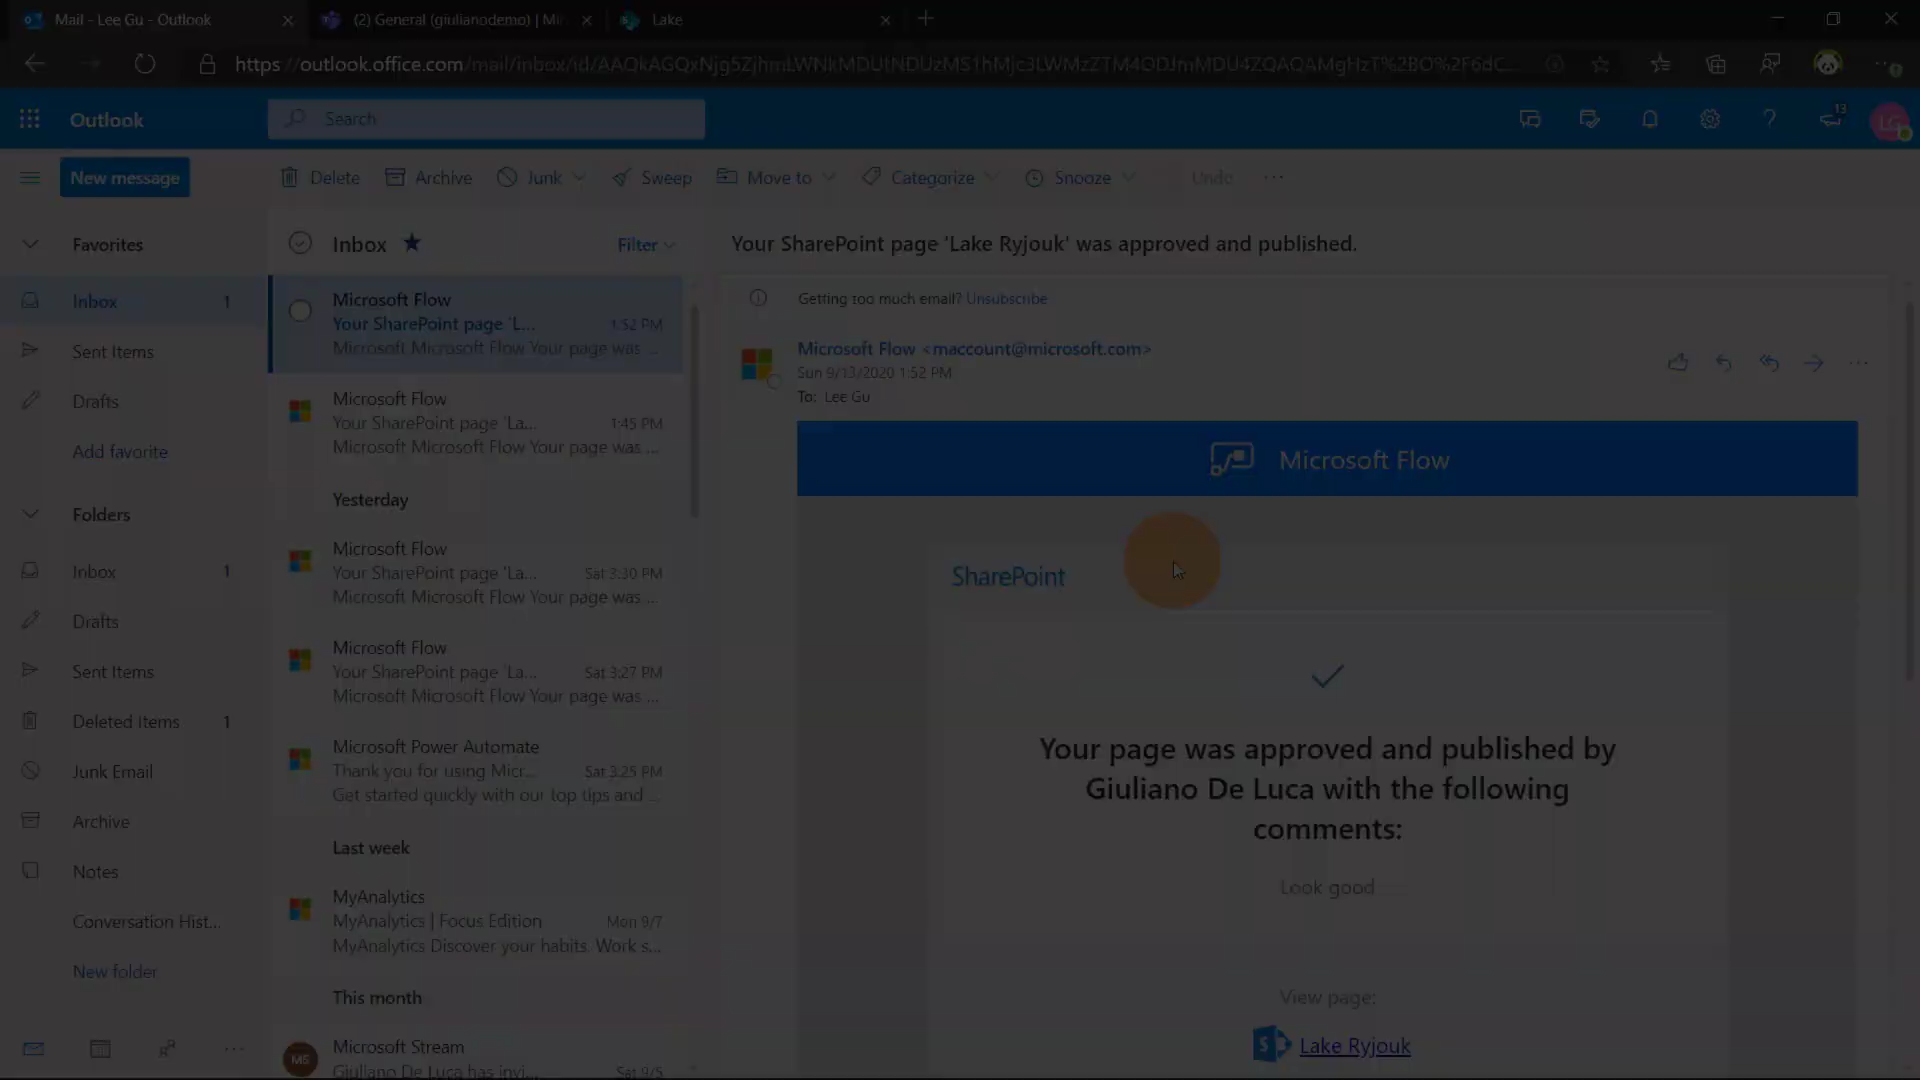 Mail - Lee Gu - Outlook
(2) General (giulianodemo) | Mi
Lake
Outlook
Search
13
LG
New message
Delete
Archive
Junk
Sweep
Move to
Categorize
Snooze
Undo
Favorites
Inbox 1
Sent Items
Drafts
Add favorite
Folders
Inbox 1
Drafts
Sent Items
Deleted Items 1
Junk Email
Archive
Notes
Conversation Hist...
New folder
Inbox
Filter
Microsoft Flow
Your SharePoint page 'L... 1:52 PM
Microsoft Microsoft Flow Your page was ...
Microsoft Flow
Your SharePoint page 'La... 1:45 PM
Microsoft Microsoft Flow Your page was ...
Yesterday
Microsoft Flow
Your SharePoint page 'La... Sat 3:30 PM
Microsoft Microsoft Flow Your page was ...
Microsoft Flow
Your SharePoint page 'La... Sat 3:27 PM
Microsoft Microsoft Flow Your page was ...
Microsoft Power Automate
Thank you for using Micr... Sat 3:25 PM
Get started quickly with our top tips and ...
Last week
MyAnalytics
MyAnalytics | Focus Edition Mon 9/7
MyAnalytics Discover your habits. Work s...
This month
MS
Microsoft Stream
Giuliano De Luca has invi... Sat 9/5
Your SharePoint page 'Lake Ryjouk' was approved and published.
Getting too much email? Unsubscribe
Microsoft Flow <maccount@microsoft.com>
Sun 9/13/2020 1:52 PM
To: Lee Gu
Microsoft Flow
SharePoint
Your page was approved and published by
Giuliano De Luca with the following
comments:
Look good
View page:
Lake Ryjouk